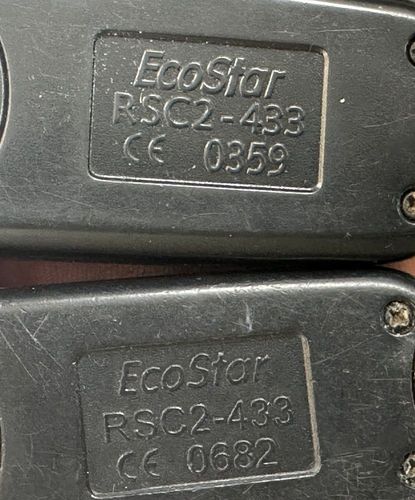 EcoStar
RSC2-433
CE 0359
EcoStar
RSC2-433
CE 0682